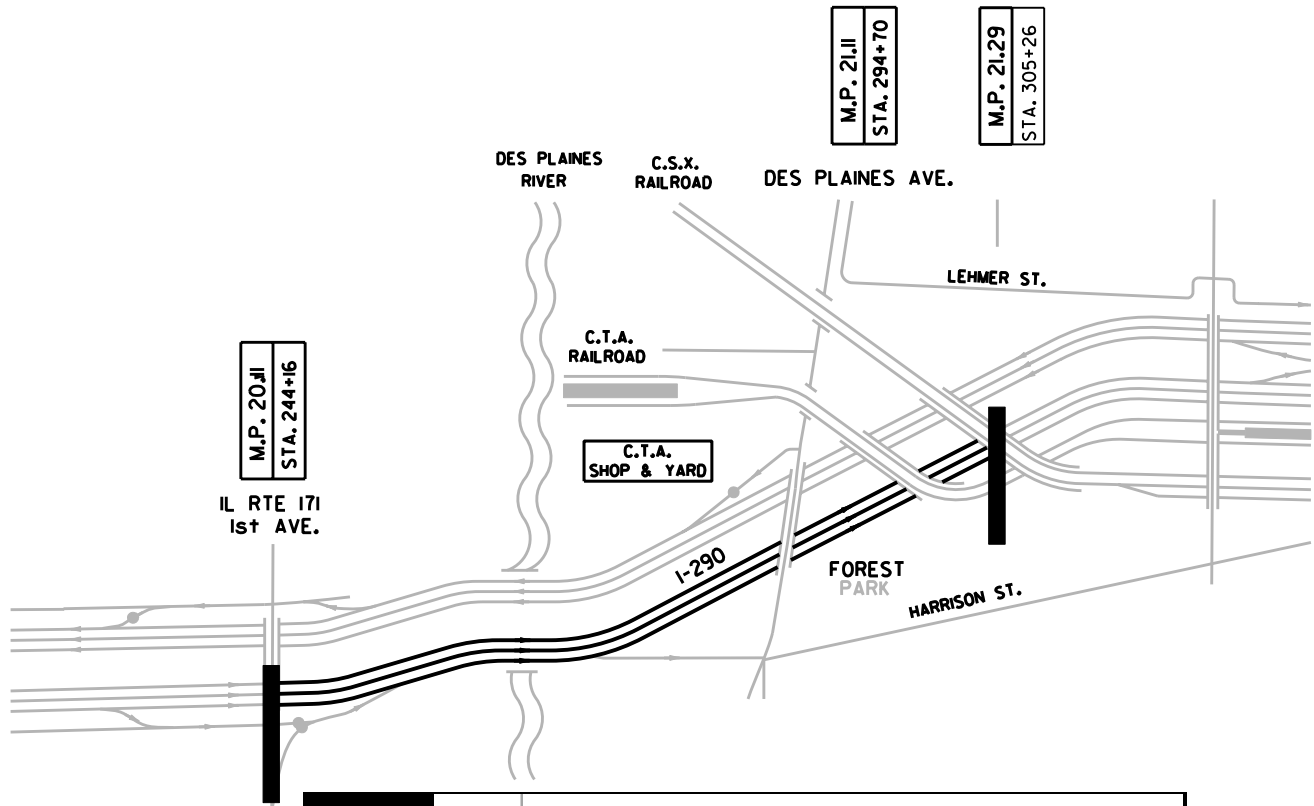 M.P. 21.11
STA. 294+70
M.P. 21.29
STA. 305+26
DES PLAINES
RIVER
C.S.X.
RAILROAD
DES PLAINES AVE.
LEHMER ST.
C.T.A.
RAILROAD
M.P. 20.11
STA. 244+16
C.T.A.
SHOP & YARD
IL RTE 171
1st AVE.
I-290
FOREST
PARK
HARRISON ST.